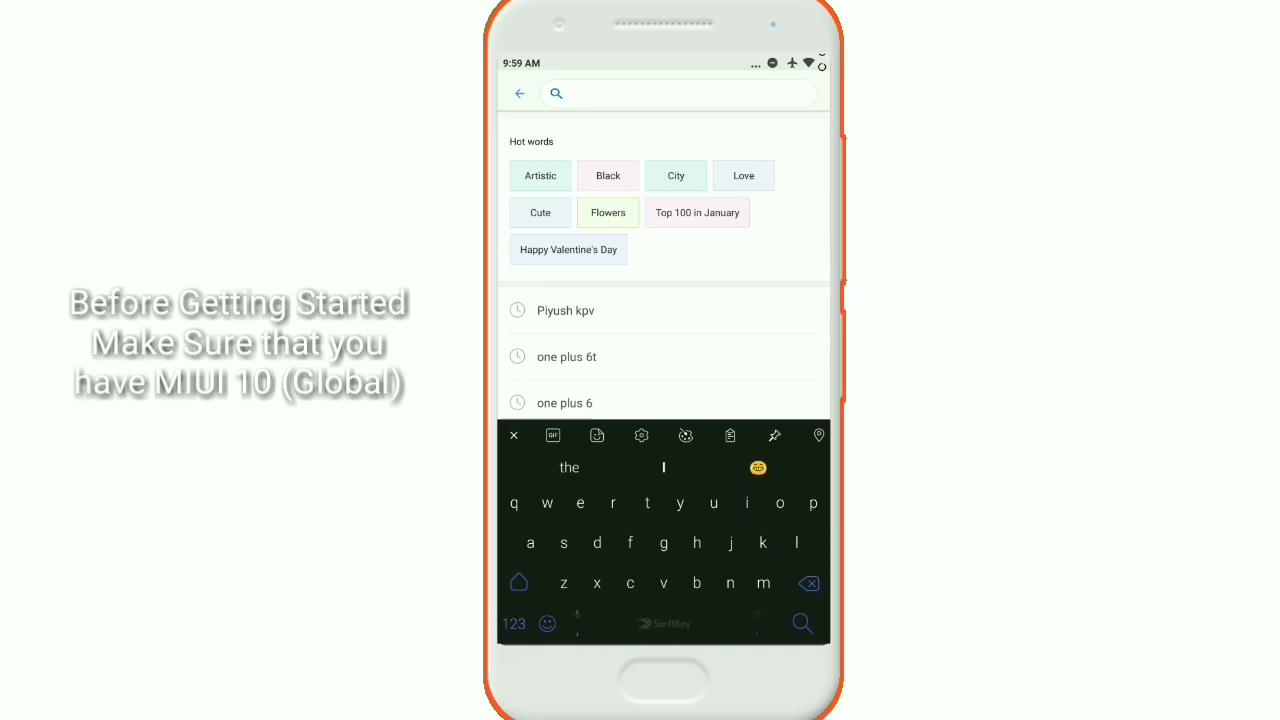 Before Getting Started
Make Sure that you
have MIUI 10 (Global)
9:59 AM
Hot words
Artistic Black City Love
Cute Flowers Top 100 in January
Happy Valentine's Day
Piyush kpv
one plus 6t
one plus 6
GIF
the I
q w e r t y u i o p
a s d f g h j k l
z x c v b n m
123 , SwiftKey .